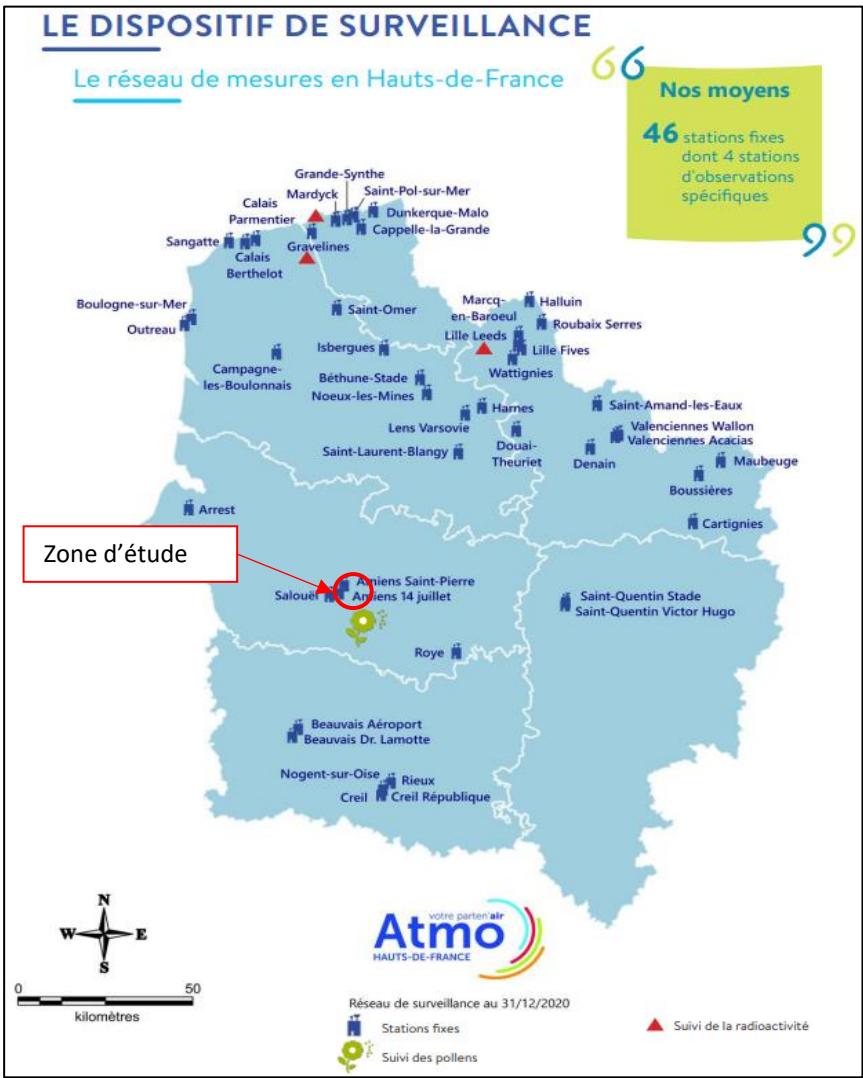 LE DISPOSITIF DE SURVEILLANCE
Le réseau de mesures en Hauts-de-France
Nos moyens
46 stations fixes
dont 4 stations
d'observations
spécifiques
Grande-Synthe
Mardyck
Saint-Pol-sur-Mer
Calais
Parmentier
Dunkerque-Malo
Cappelle-la-Grande
Sangatte
Gravelines
Calais
Berthelot
Boulogne-sur-Mer
Outreau
Saint-Omer
Marcq-
en-Baroeul
Halluin
Roubaix Serres
Lille Leeds
Lille Fives
Wattignies
Isbergues
Campagne-
les-Boulonnais
Béthune-Stade
Noeux-les-Mines
Harnes
Lens Varsovie
Saint-Laurent-Blangy
Douai-
Theuriet
Saint-Amand-les-Eaux
Valenciennes Wallon
Valenciennes Acacias
Denain
Maubeuge
Boussières
Cartignies
Arrest
Zone d'étude
Amiens Saint-Pierre
Salouël
Amiens 14 juillet
Saint-Quentin Stade
Saint-Quentin Victor Hugo
Roye
Beauvais Aéroport
Beauvais Dr. Lamotte
Nogent-sur-Oise
Rieux
Creil
Creil République
N
W
E
S
0
50
kilomètres
votre parten'air
Atmo
HAUTS-DE-FRANCE
Réseau de surveillance au 31/12/2020
Stations fixes
Suivi de la radioactivité
Suivi des pollens